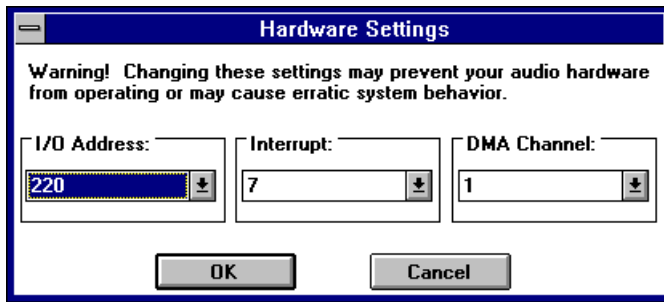 Hardware Settings
Warning! Changing these settings may prevent your audio hardware
from operating or may cause erratic system behavior.
I/O Address: Interrupt: DMA Channel:
220 7 1
OK Cancel